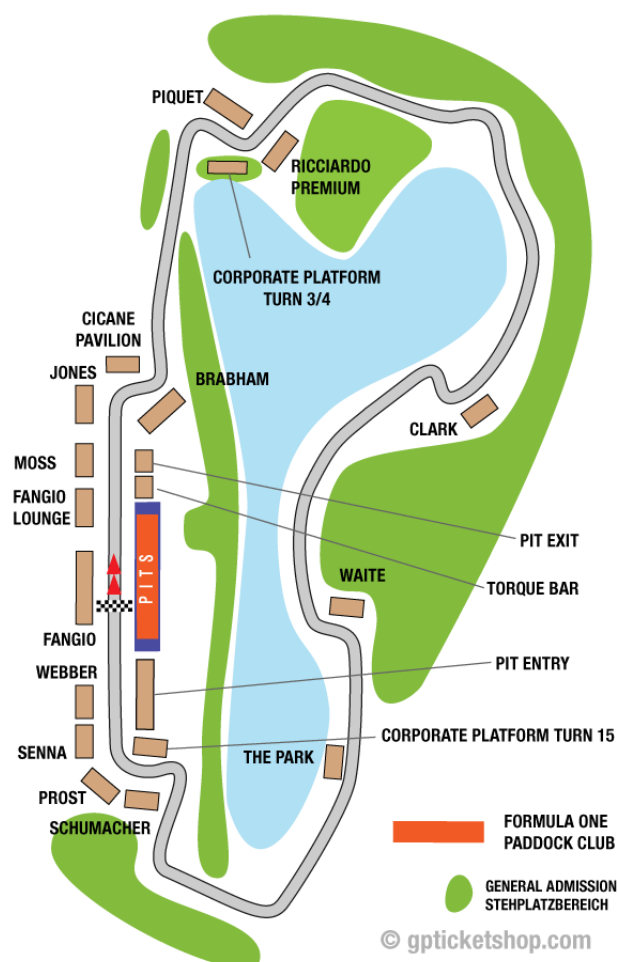 PIQUET
RICCIARDO
PREMIUM
CORPORATE PLATFORM
TURN 3/4
CICANE
PAVILION
JONES
BRABHAM
CLARK
MOSS
FANGIO
LOUNGE
PIT EXIT
PITS
WAITE
TORQUE BAR
FANGIO
WEBBER
PIT ENTRY
CORPORATE PLATFORM TURN 15
SENNA
THE PARK
PROST
SCHUMACHER
FORMULA ONE
PADDOCK CLUB
GENERAL ADMISSION
STEHPLATZBEREICH
© gpticketshop.com